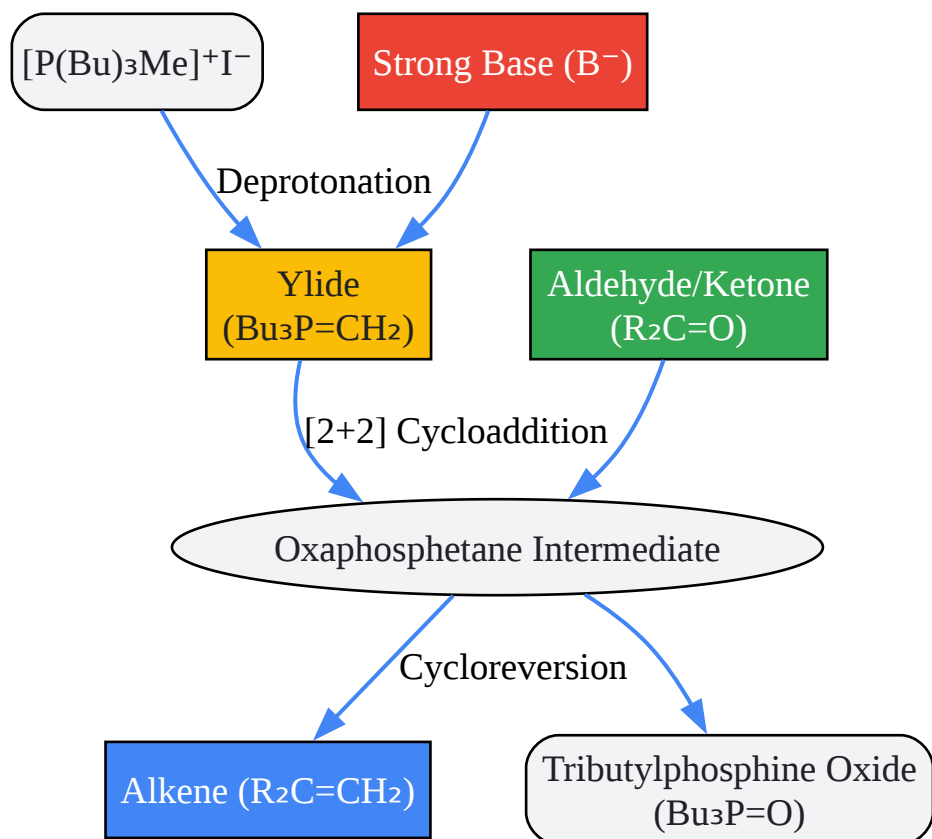 [P(Bu)₃Me]⁺I⁻
Strong Base (B⁻)
Deprotonation
Ylide
(Bu₃P=CH₂)
Aldehyde/Ketone
(R₂C=O)
[2+2] Cycloaddition
Oxaphosphetane Intermediate
Cycloreversion
Alkene (R₂C=CH₂)
Tributylphosphine Oxide
(Bu₃P=O)